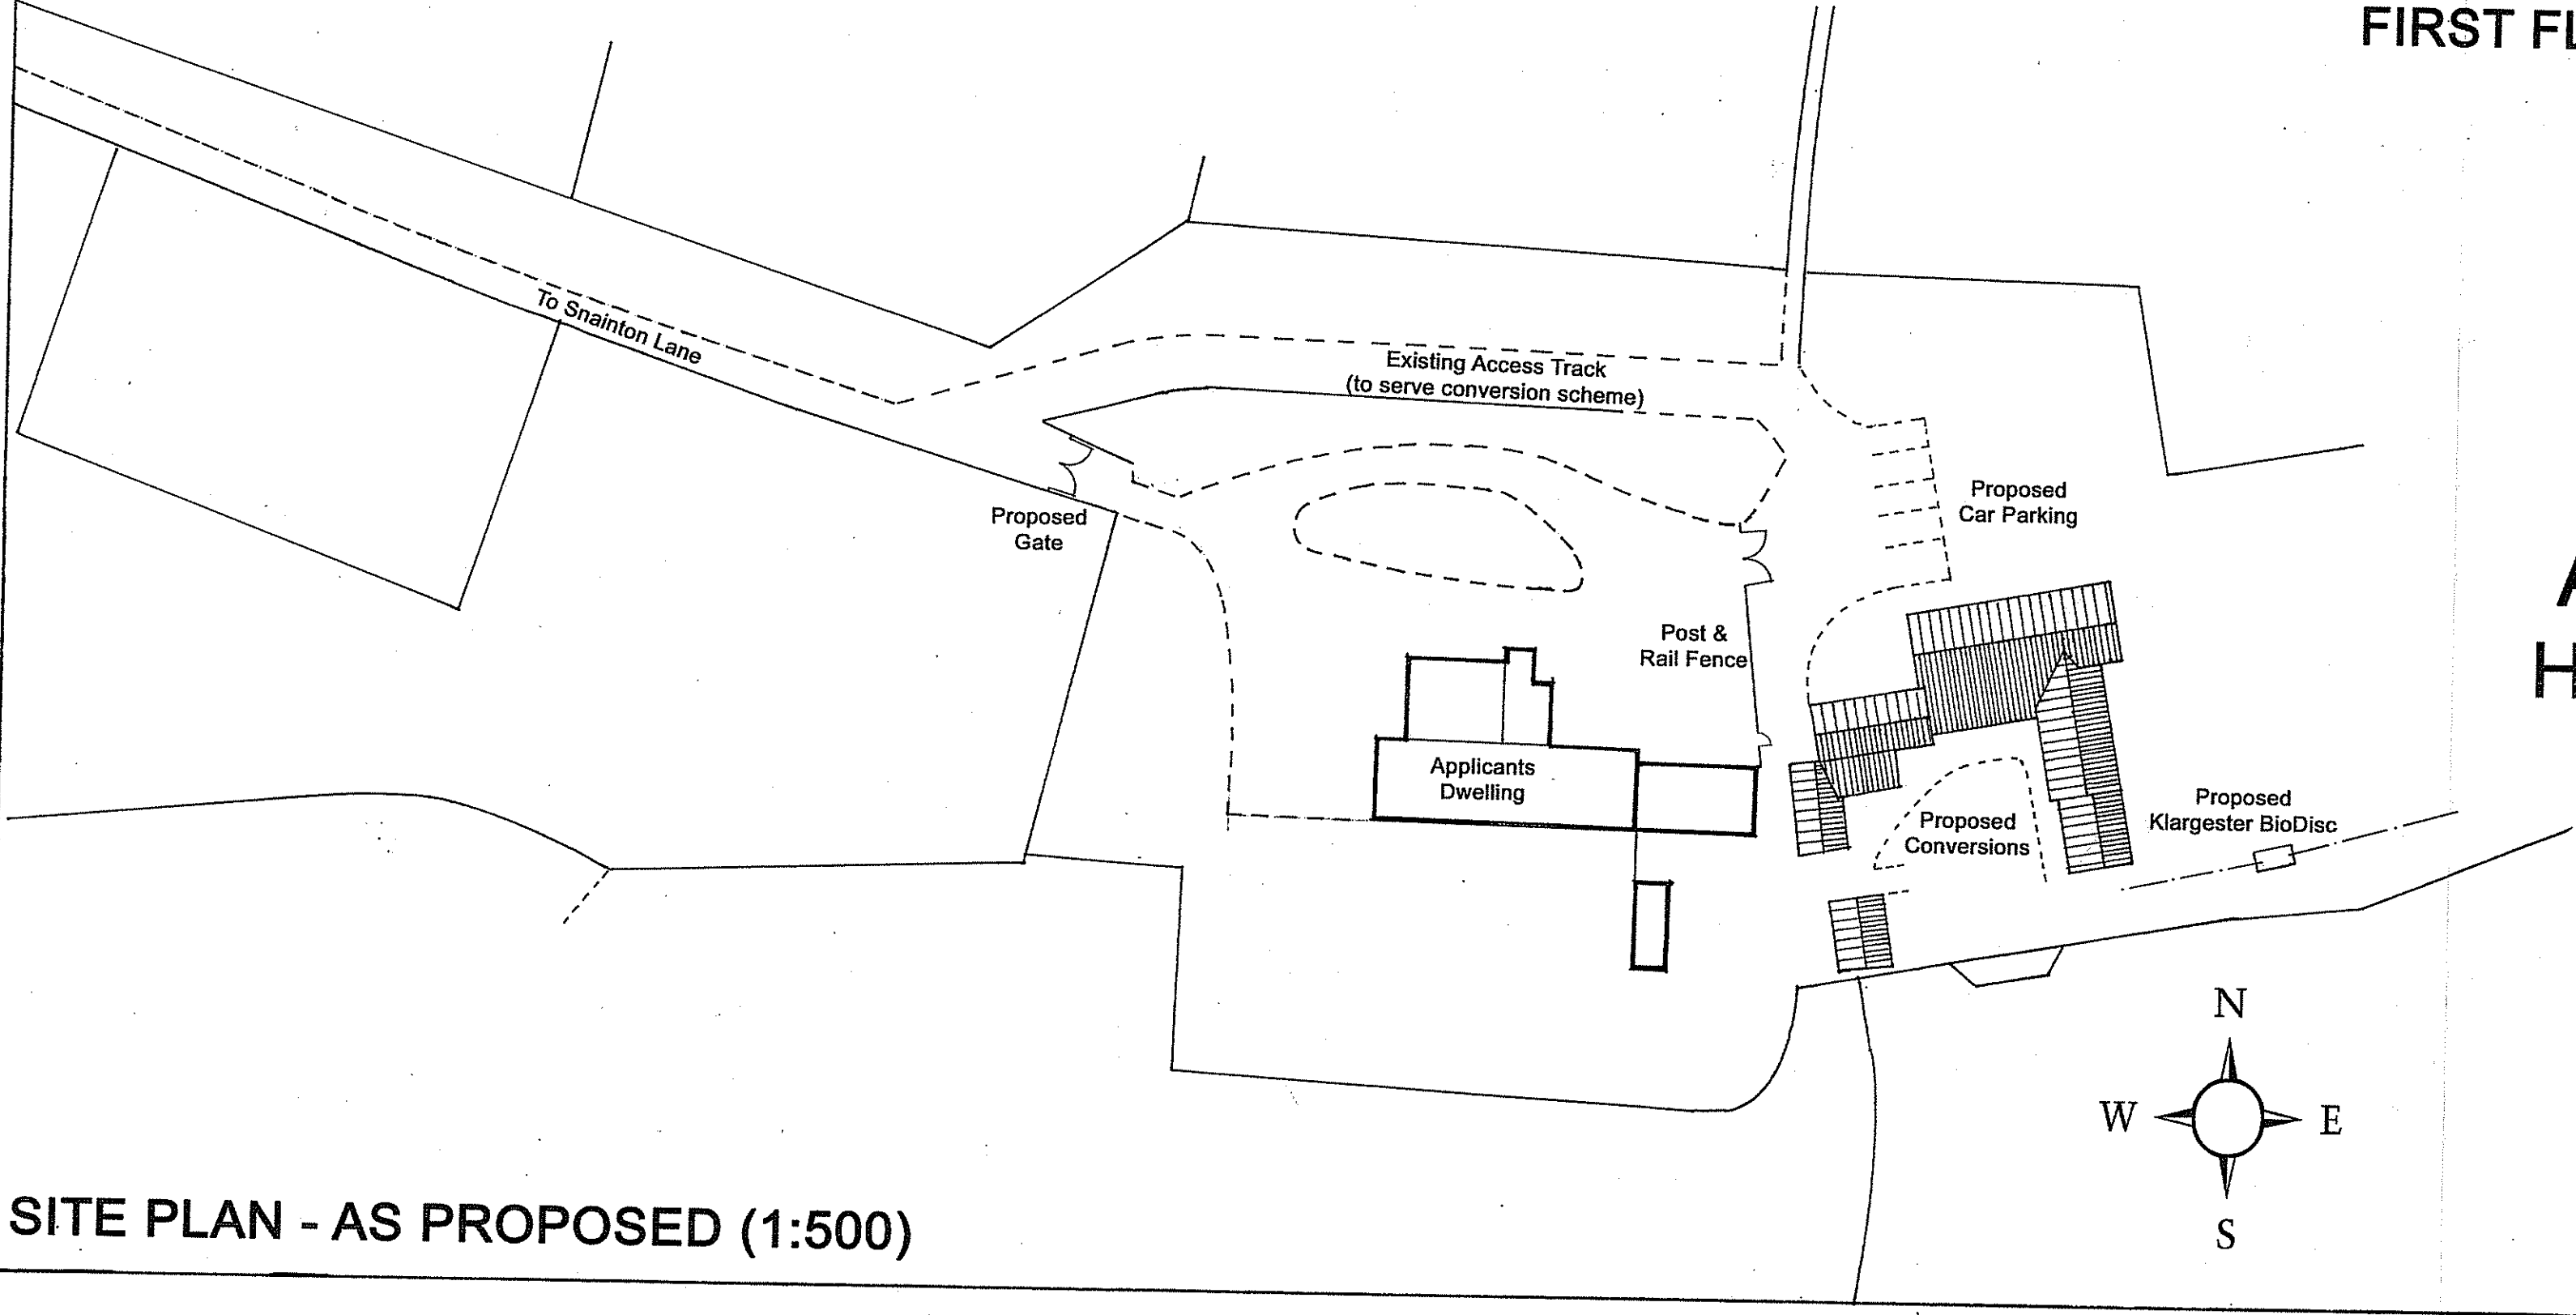 FIRST FL
To Snainton Lane
Existing Access Track
(to serve conversion scheme)
Proposed
Car Parking
Proposed
Gate
A
H
Post &
Rail Fence
Applicants
Dwelling
Proposed
Klargester BioDisc
Proposed
Conversions
N
W
E
S
SITE PLAN - AS PROPOSED (1:500)